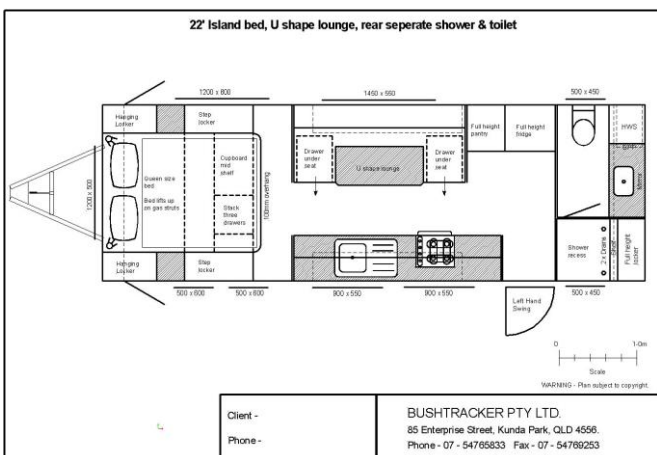 22' Island bed, U shape lounge, rear seperate shower & toilet
1200 x 800
1450 x 550
500 x 450
Hanging
Locker
Step
locker
Full height
pantry
Full height
fridge
HWS
Drawer
under
seat
Drawer
under
seat
U shape lounge
Cupboard
mid
shelf
Queen size
bed
Bed lifts up
on gas struts
Stack
three
drawers
1200 x 500
100mm overhang
Mirror
Shower
recess
2 x Drains
Shelf
Full height
locker
Hanging
Locker
Step
locker
500 x 600
500 x 600
900 x 550
900 x 550
500 x 450
Left Hand
Swing
0
1-0m
Scale
WARNING - Plan subject to copyright.
Client -
Phone -
BUSHTRACKER PTY LTD.
85 Enterprise Street, Kunda Park, QLD 4556.
Phone - 07 - 54765833 Fax - 07 - 54769253